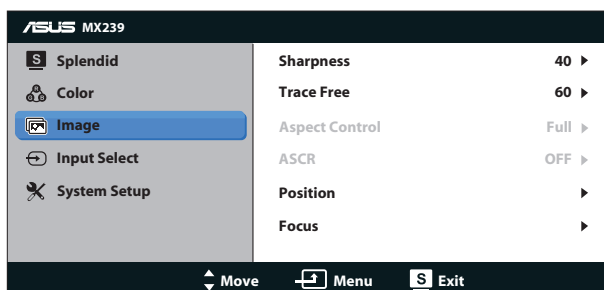 ASUS MX239
S Splendid
Color
Image
Input Select
System Setup
Sharpness 40
Trace Free 60
Aspect Control Full
ASCR OFF
Position
Focus
Move Menu S Exit